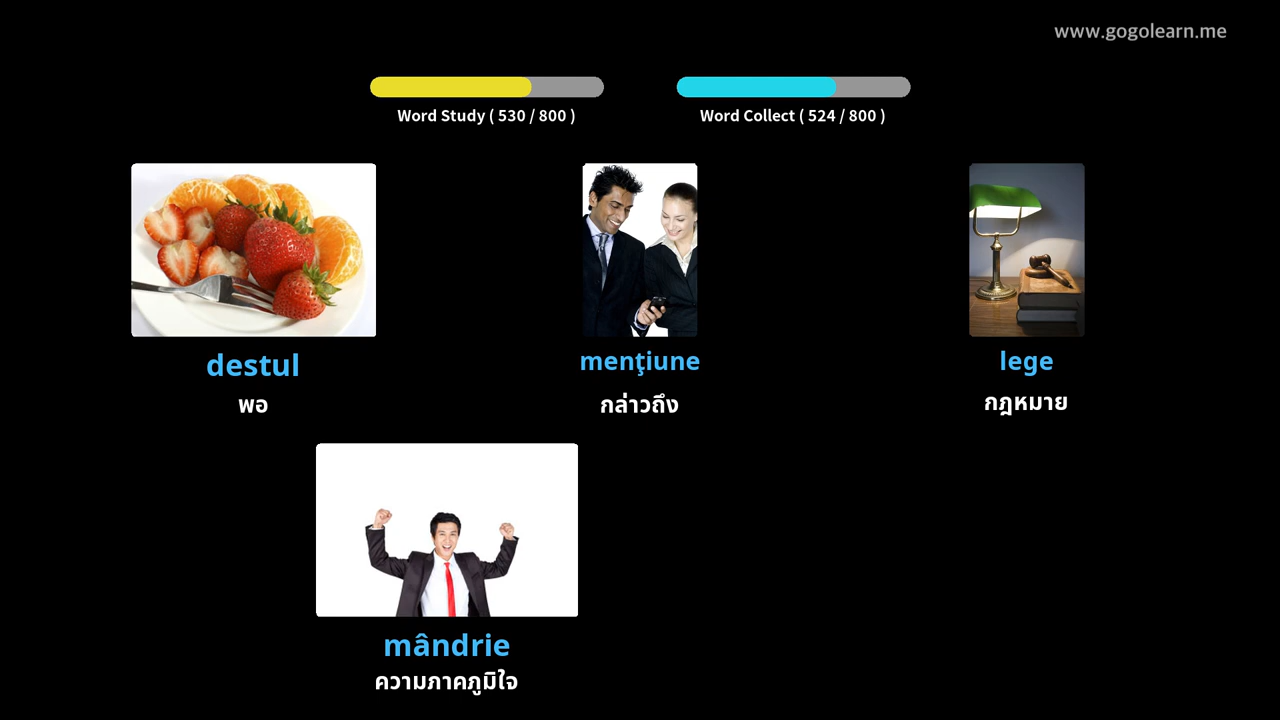 www.gogolearn.me
Word Study ( 530 / 800 )
Word Collect ( 524 / 800 )
destul
menţiune
lege
พอ
กล่าวถึง
กฎหมาย
mândrie
ความภาคภูมิใจ